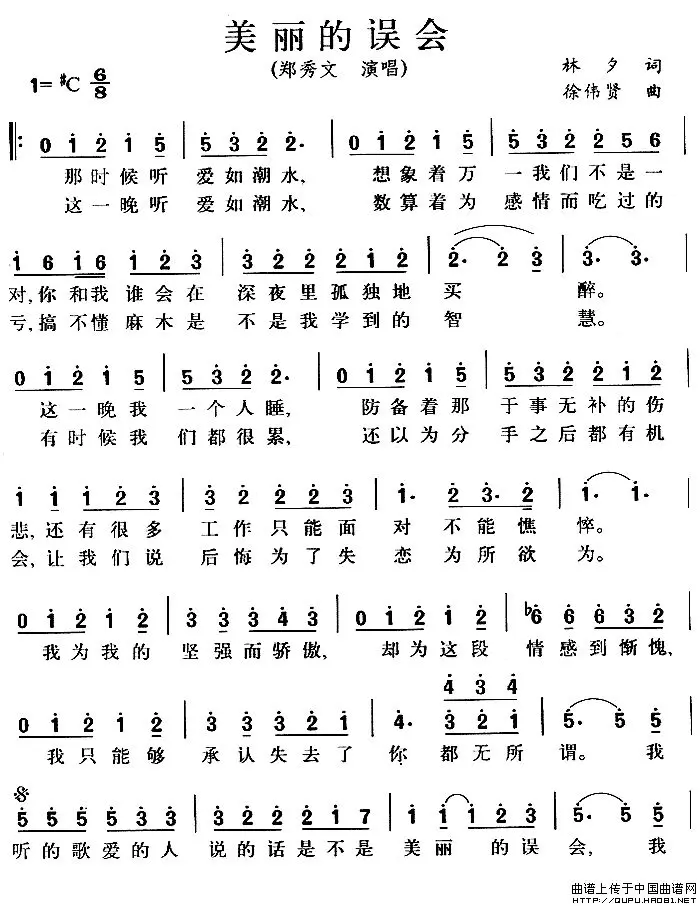 美丽的误会
(郑秀文 演唱)
1=#C 6/8
林夕 词
徐伟贤 曲
0 1 2 1 5 | 5 3 2 2· | 0 1 2 1 5 | 5 3 2 2 5 6 |
那时候听 爱如潮水, 想象着万 一我们不是一
这一晚听 爱如潮水, 数算着为 感情而吃过的
1 6 1 6 1 2 3 | 3 2 2 2 1 2 | 2· 2 3 | 3· 3· |
对,你和我谁会在 深夜里孤独地 买 醉。
亏,搞不懂麻木是 不是我学到的 智 慧。
0 1 2 1 5 | 5 3 2 2· | 0 1 2 1 5 | 5 3 2 2 1 2 |
这一晚我 一个人睡, 防备着那 于事无补的伤
有时候我 们都很累, 还以为分 手之后都有机
1 1 1 2 3 | 3 2 2 2 3 | 1· 2 3· 2 | 1· 1· |
悲,还有很多 工作只能面 对 不能憔 悴。
会,让我们说 后悔为了失 恋为所欲 为。
0 1 2 1 2 | 3 3 3 4 3 | 0 1 2 1 2 | b6 6 6 3 2 |
我为我的 坚强而骄傲, 却为这段 情感到惭愧,
4 3 4
0 1 2 1 2 | 3 3 3 2 1 | 4· 3 2 1 | 5· 5 5 |
我只能够 承认失去了 你 都无所 谓。 我
5 5 5 5 3 3 | 3 2 2 2 1 7 | 1 1 1 2 3 | 5· 5 5 |
听的歌爱的人 说的话是不是 美丽 的误 会, 我
曲谱上传于中国曲谱网
HTTP://QUPU.HAO81.NET